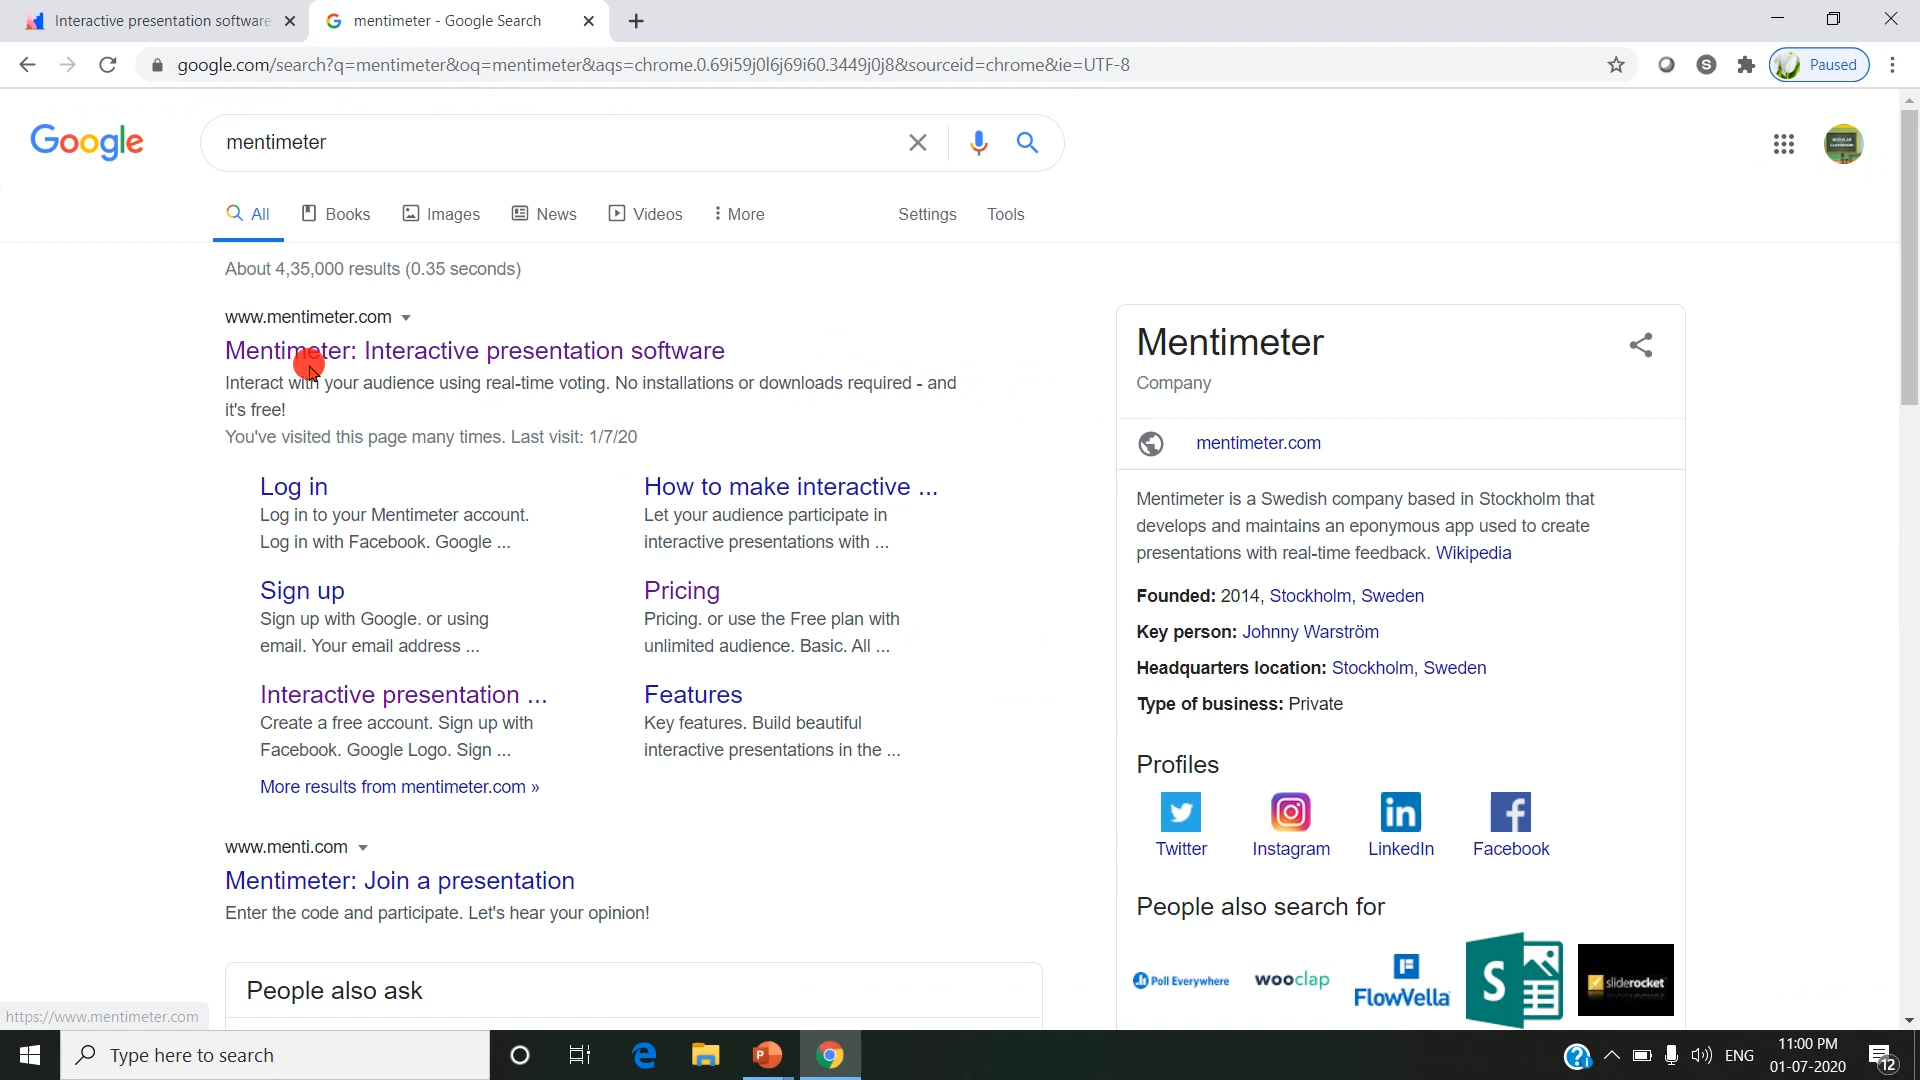 Interactive presentation software
mentimeter - Google Search
google.com/search?q=mentimeter&oq=mentimeter&aqs=chrome.0.69i59j0l6j69i60.3449j0j8&sourceid=chrome&ie=UTF-8
S
Paused
Google
mentimeter
All
Books
Images
News
Videos
More
Settings
Tools
About 4,35,000 results (0.35 seconds)
www.mentimeter.com
Mentimeter: Interactive presentation software
Interact with your audience using real-time voting. No installations or downloads required - and
it's free!
You've visited this page many times. Last visit: 1/7/20
Log in
Log in to your Mentimeter account.
Log in with Facebook. Google ...
How to make interactive ...
Let your audience participate in
interactive presentations with ...
Sign up
Sign up with Google. or using
email. Your email address ...
Pricing
Pricing. or use the Free plan with
unlimited audience. Basic. All ...
Interactive presentation ...
Create a free account. Sign up with
Facebook. Google Logo. Sign ...
Features
Key features. Build beautiful
interactive presentations in the ...
More results from mentimeter.com »
www.menti.com
Mentimeter: Join a presentation
Enter the code and participate. Let's hear your opinion!
People also ask
Mentimeter
Company
mentimeter.com
Mentimeter is a Swedish company based in Stockholm that
develops and maintains an eponymous app used to create
presentations with real-time feedback. Wikipedia
Founded: 2014, Stockholm, Sweden
Key person: Johnny Warström
Headquarters location: Stockholm, Sweden
Type of business: Private
Profiles
Twitter
Instagram
LinkedIn
Facebook
People also search for
Poll Everywhere
wooclap
FlowVella
S
sliderocket
https://www.mentimeter.com
Type here to search
ENG
11:00 PM
01-07-2020
12